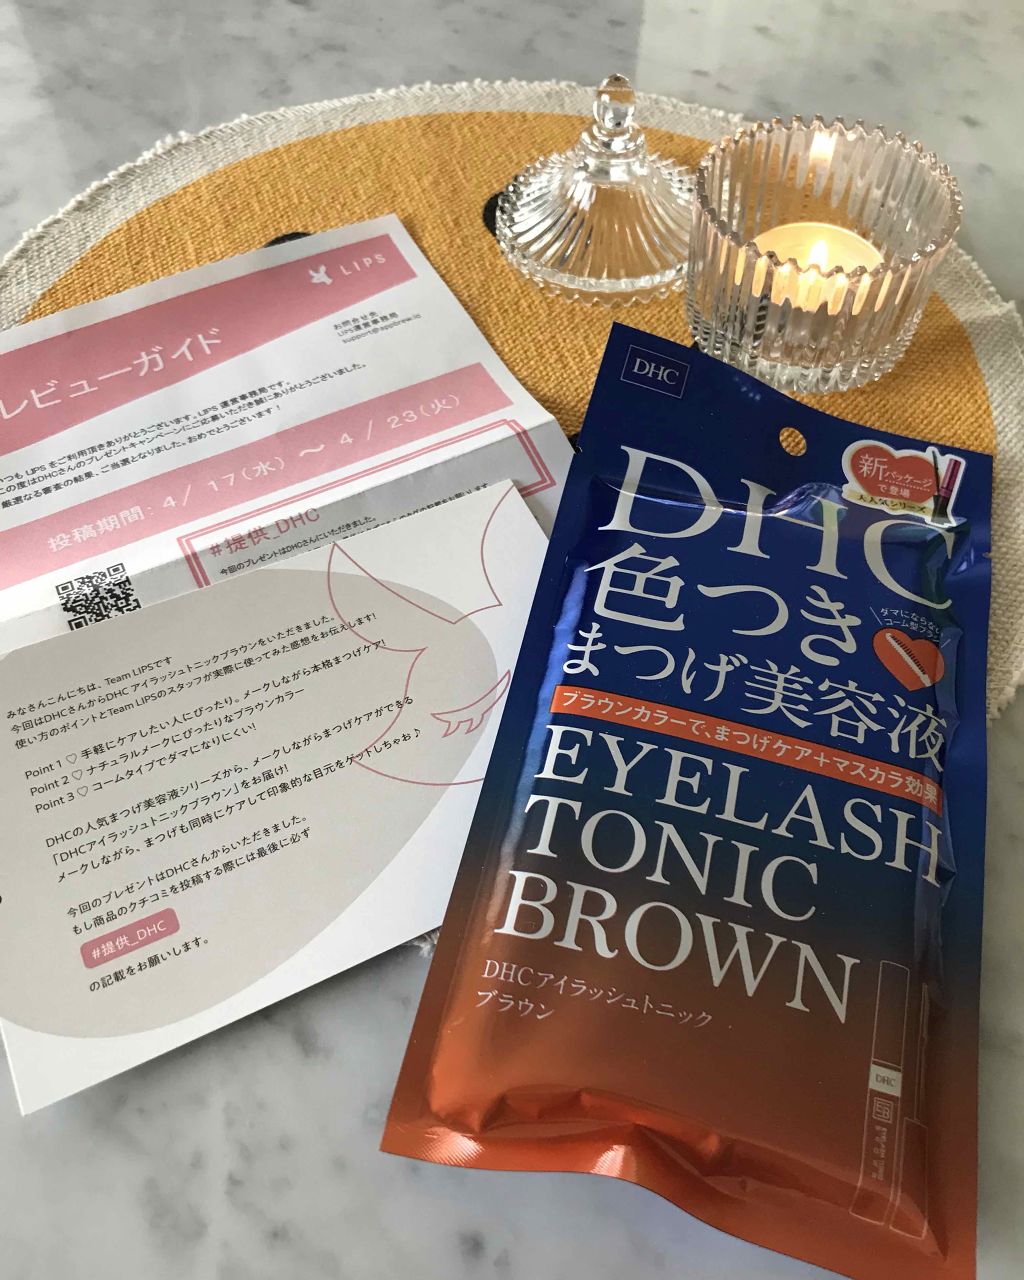 LIPS
お問合せ先
LIPS運営事務局
support@appbrew.io
レビューガイド
いつも LIPS をご利用頂きありがとうございます。LIPS 運営事務局です。
この度はDHCさんのプレゼントキャンペーンにご応募いただき誠にありがとうございました。
厳選なる審査の結果、ご当選となりました。おめでとうございます！
投稿期間：4/17(水) 〜 4/23(火)
#提供_DHC
今回のプレゼントはDHCさんにいただきました。
みなさんこんにちは、Team LIPSです
今回はDHCさんからDHC アイラッシュトニックブラウンをいただきました。
使い方のポイントとTeam LIPSのスタッフが実際に使ってみた感想をお伝えします!
Point 1 ♡ 手軽にケアしたい人にぴったり。メークしながら本格まつげケア!
Point 2 ♡ ナチュラルメークにぴったりなブラウンカラー
Point 3 ♡ コームタイプでダマになりにくい!
DHCの人気まつげ美容液シリーズから、メークしながらまつげケアができる
「DHCアイラッシュトニックブラウン」をお届け!
メークしながら、まつげも同時にケアして印象的な目元をゲットしちゃお♪
今回のプレゼントはDHCさんからいただきました。
もし商品のクチコミを投稿する際には最後に必ず
#提供_DHC
の記載をお願いします。
DHC
新パッケージ
で登場
大人気シリーズ
DHC
色つき
ダマにならない
コーム型ブラシ
まつげ美容液
ブラウンカラーで、まつげケア＋マスカラ効果
EYELASH
TONIC
BROWN
DHCアイラッシュトニック
ブラウン
DHC
EB